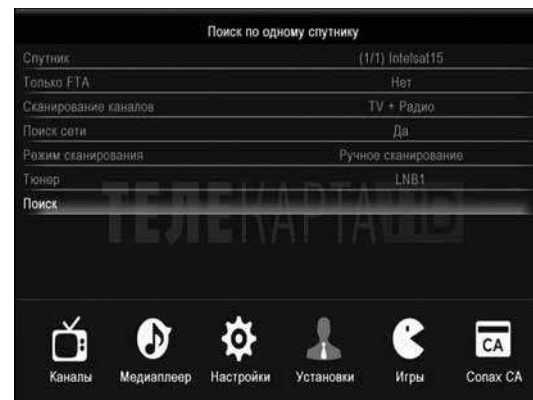 Поиск по одному спутнику
Спутник (1/1) Intelsat15
Только FTA Нет
Сканирование каналов TV + Радио
Поиск сети Да
Режим сканирования Ручное сканирование
Тюнер LNB1
Поиск
ТЕЛЕКАРТА HD
Каналы Медиаплеер Настройки Установки Игры CA Conax CA